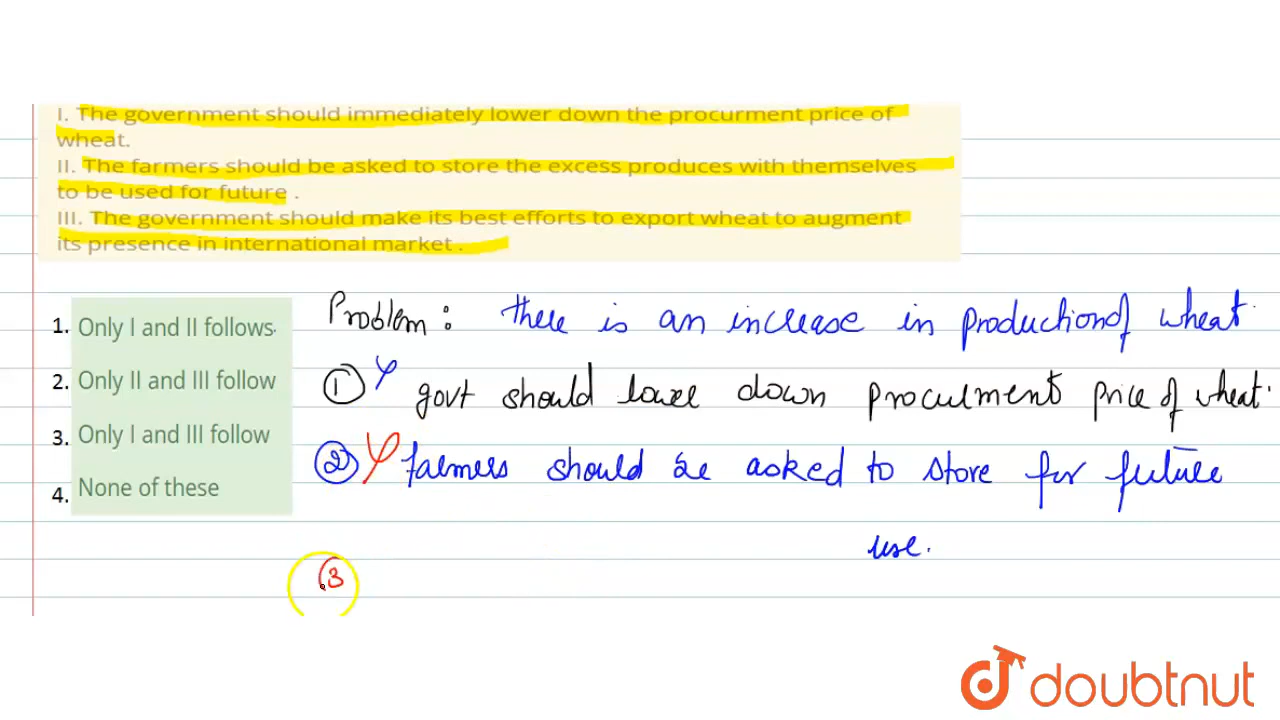 I. The government should immediately lower down the procurment price of
wheat.
II. The farmers should be asked to store the excess produces with themselves
to be used for future .
III. The government should make its best efforts to export wheat to augment
its presence in international market .
1. Only I and II follows.
2. Only II and III follow
3. Only I and III follow
4. None of these
Problem : there is an increase in production of wheat.
1 govt should lower down procurment price of wheat.
2 farmers should be asked to store for future
use.
3
doubtnut